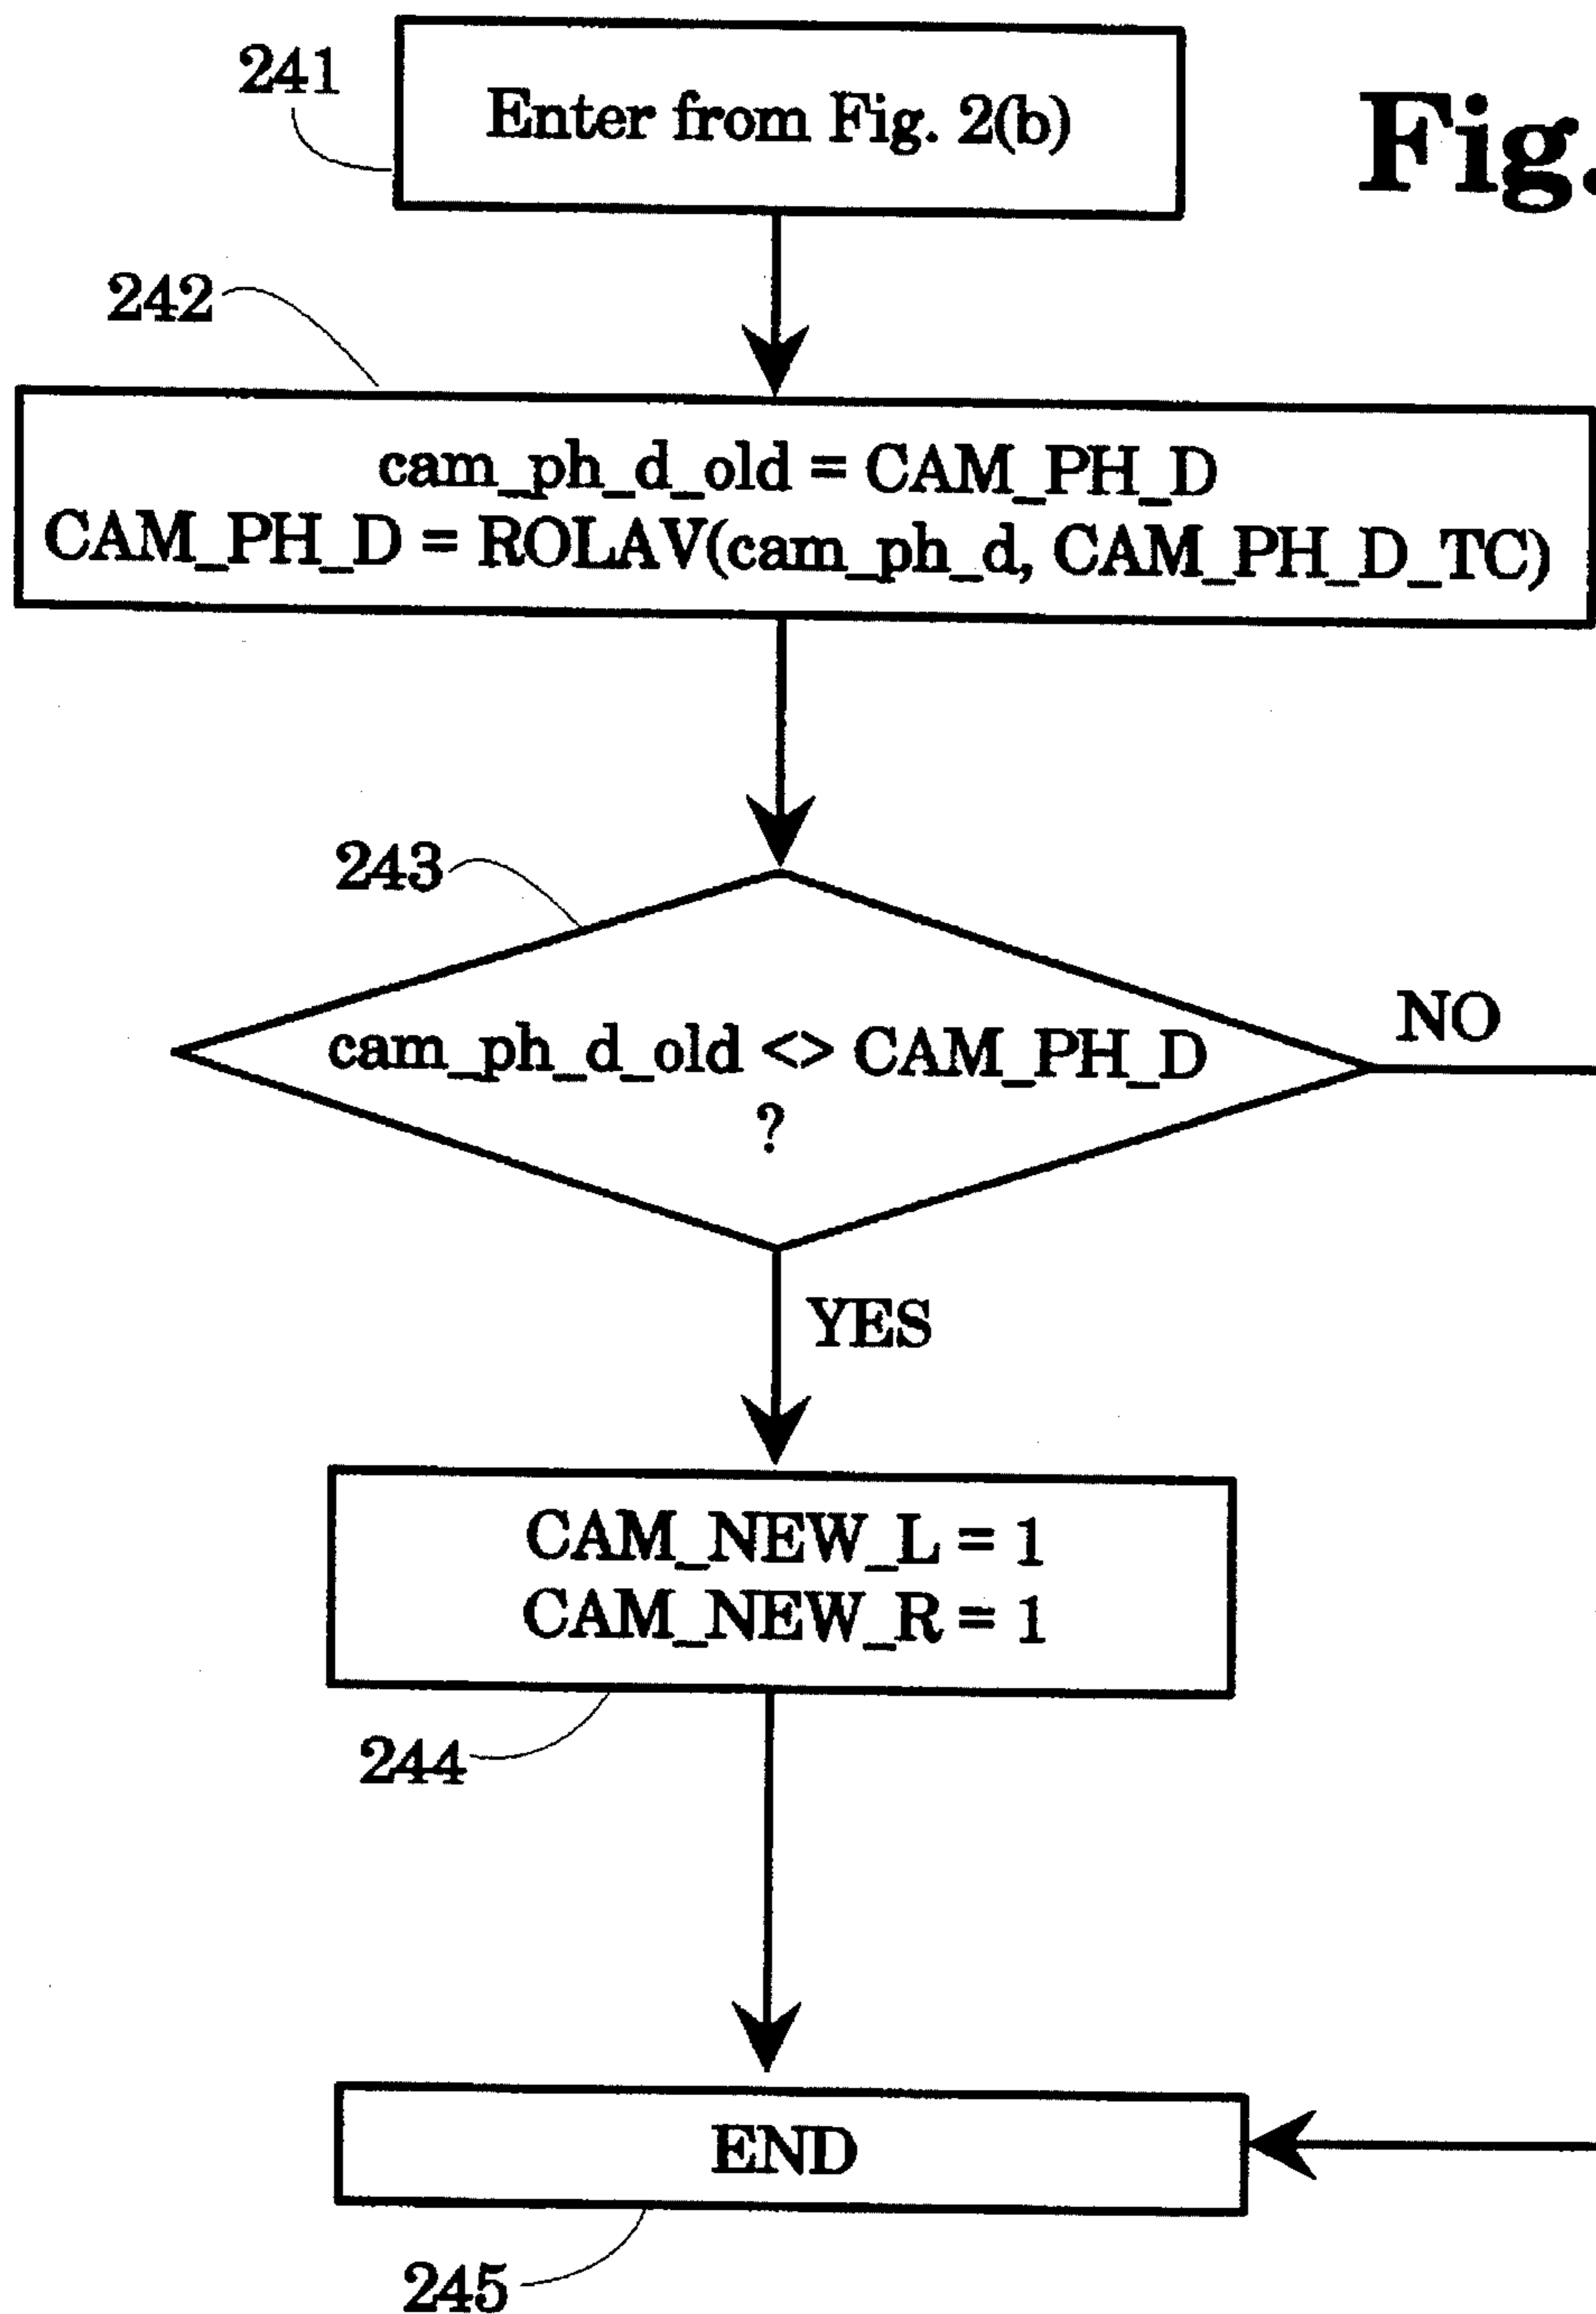 241
Enter from Fig. 2(b)
Fig.
242
cam_ph_d_old = CAM_PH_D
CAM_PH_D = ROLAV(cam_ph_d, CAM_PH_D_TC)
243
cam_ph_d_old <> CAM_PH_D
?
NO
YES
CAM_NEW_L = 1
CAM_NEW_R = 1
244
END
245